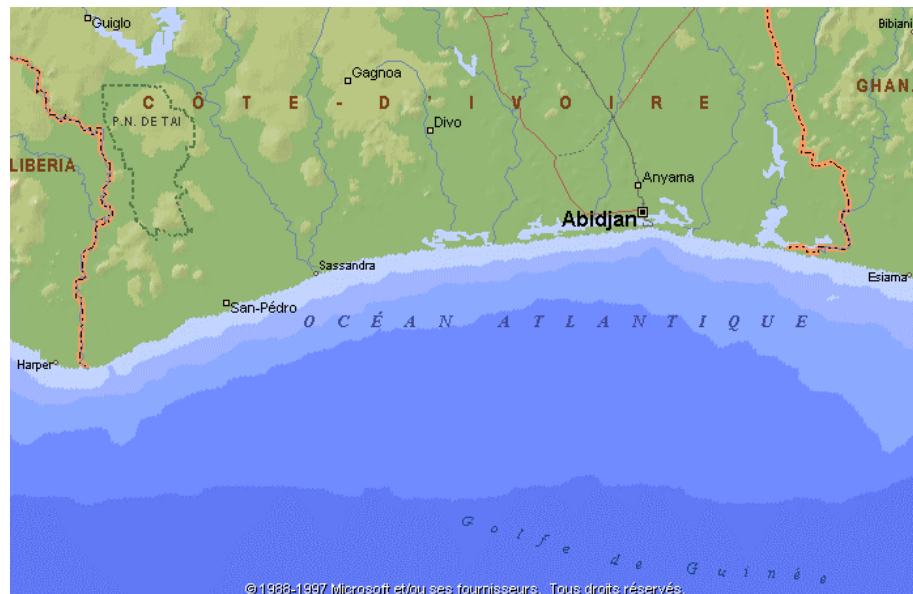 Guiglo
Bibiani
Gagnoa
GHANA
CÔTE-D'IVOIRE
P.N. DE TAI
Divo
LIBERIA
Anyama
Abidjan
Sassandra
Esiama
San-Pédro
OCÉAN ATLANTIQUE
Harper
Golfe de Guinée
© 1988-1997 Microsoft et/ou ses fournisseurs. Tous droits réservés.